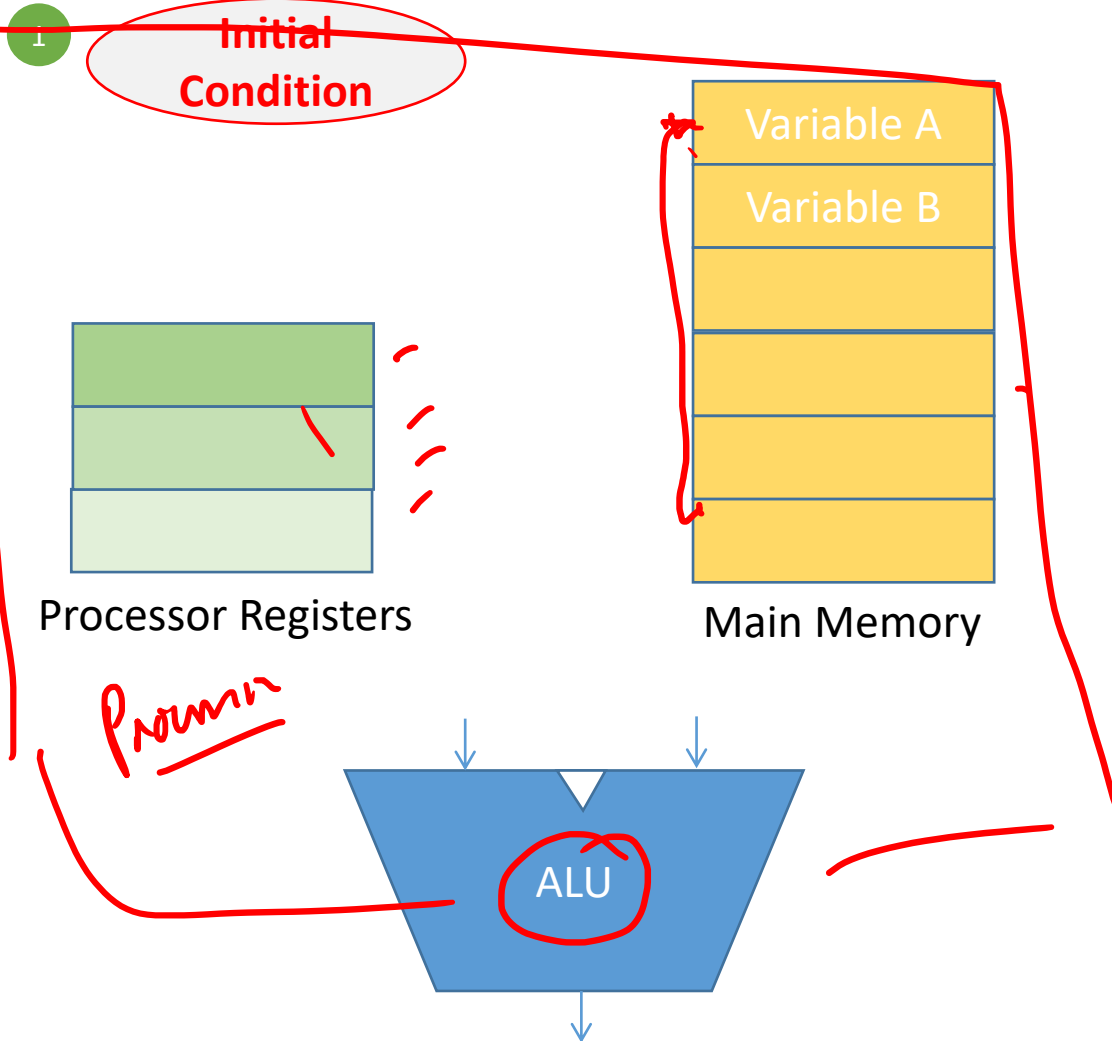 1
Initial
Condition
Variable A
Variable B
Processor Registers
Main Memory
ALU